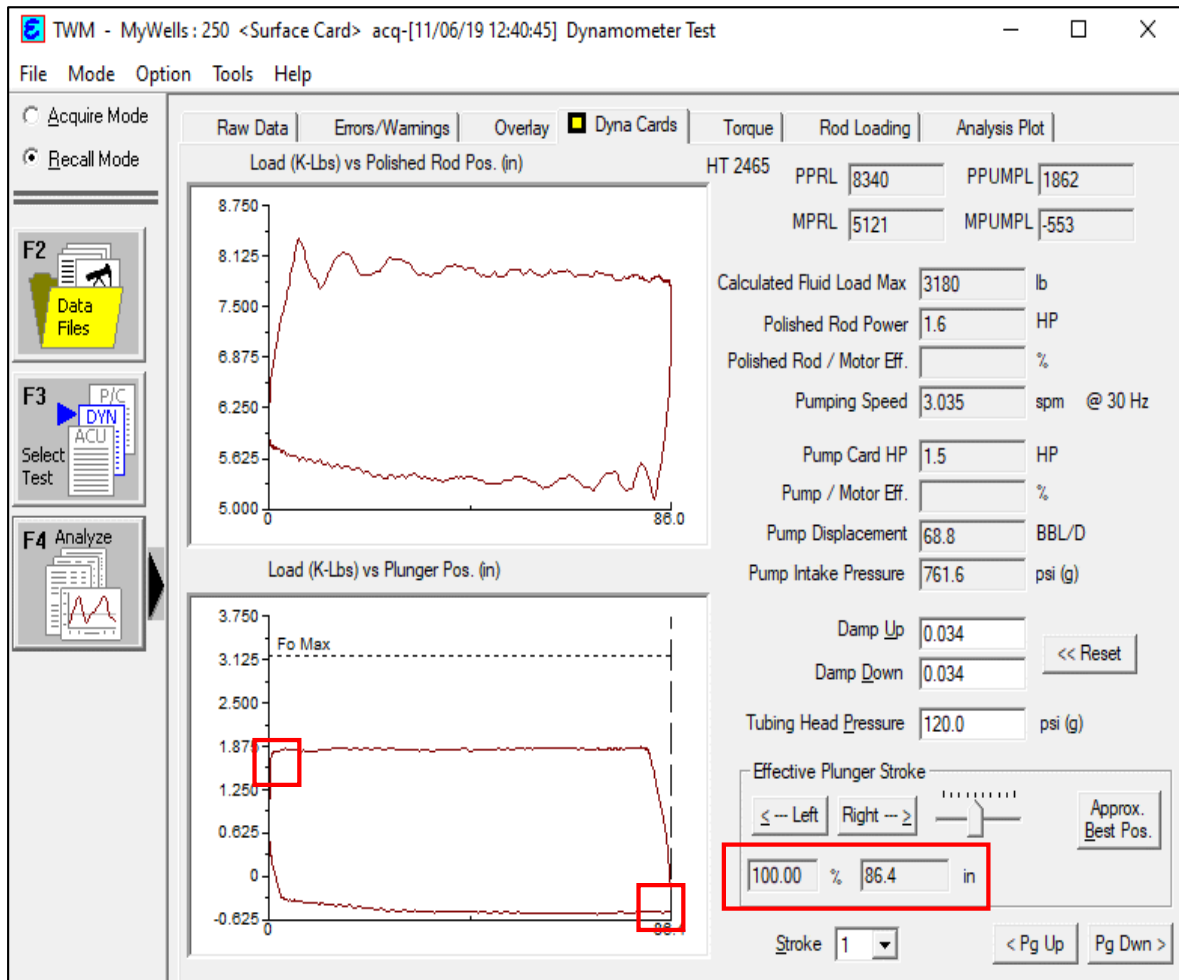 TWM - MyWells : 250 <Surface Card> acq-[11/06/19 12:40:45] Dynamometer Test
File Mode Option Tools Help
Acquire Mode
Recall Mode
F2
Data
Files
F3
P/C
DYN
ACU
Select
Test
F4 Analyze
Raw Data Errors/Warnings Overlay Dyna Cards Torque Rod Loading Analysis Plot
Load (K-Lbs) vs Polished Rod Pos. (in)
8.750
8.125
7.500
6.875
6.250
5.625
5.000
0 86.0
Load (K-Lbs) vs Plunger Pos. (in)
3.750
Fo Max
3.125
2.500
1.875
1.250
0.625
0
-0.625
0 86.4
HT 2465 PPRL 8340 PPUMPL 1862
MPRL 5121 MPUMPL -553
Calculated Fluid Load Max 3180 lb
Polished Rod Power 1.6 HP
Polished Rod / Motor Eff. %
Pumping Speed 3.035 spm @ 30 Hz
Pump Card HP 1.5 HP
Pump / Motor Eff. %
Pump Displacement 68.8 BBL/D
Pump Intake Pressure 761.6 psi (g)
Damp Up 0.034
<< Reset
Damp Down 0.034
Tubing Head Pressure 120.0 psi (g)
Effective Plunger Stroke
< -- Left Right -- > Approx.
Best Pos.
100.00 % 86.4 in
Stroke 1 < Pg Up Pg Dwn >